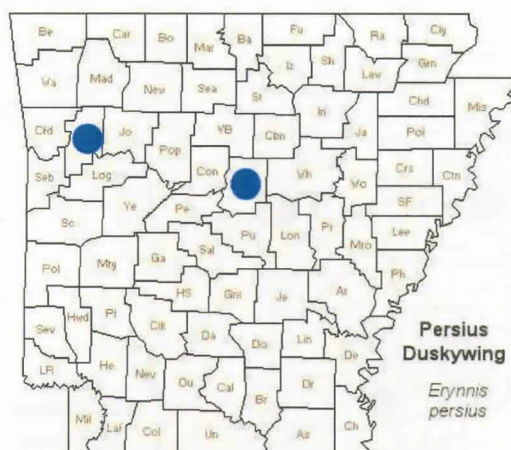 Be Car Bo Mar Ba Fu Ra Cly
Wa Mad New Sea Iz Sh Law Grn
St In Chd Mis
Cfd Jo Pop VB Cbn Ja Poi
Seb Log Con Wh Wo Crs Ctn
SF
Sc Ye Pe Pu Lon Pr Mro Lee
Pol Mtg Ga Sal Ph
HS Grt Je Ar
Sev Hwd Pi Clk Da Do Lin De
LR He Nev Ou Cal Br Dr
Mil Laf Col Un As Ch
Persius
Duskywing
Erynnis
persius